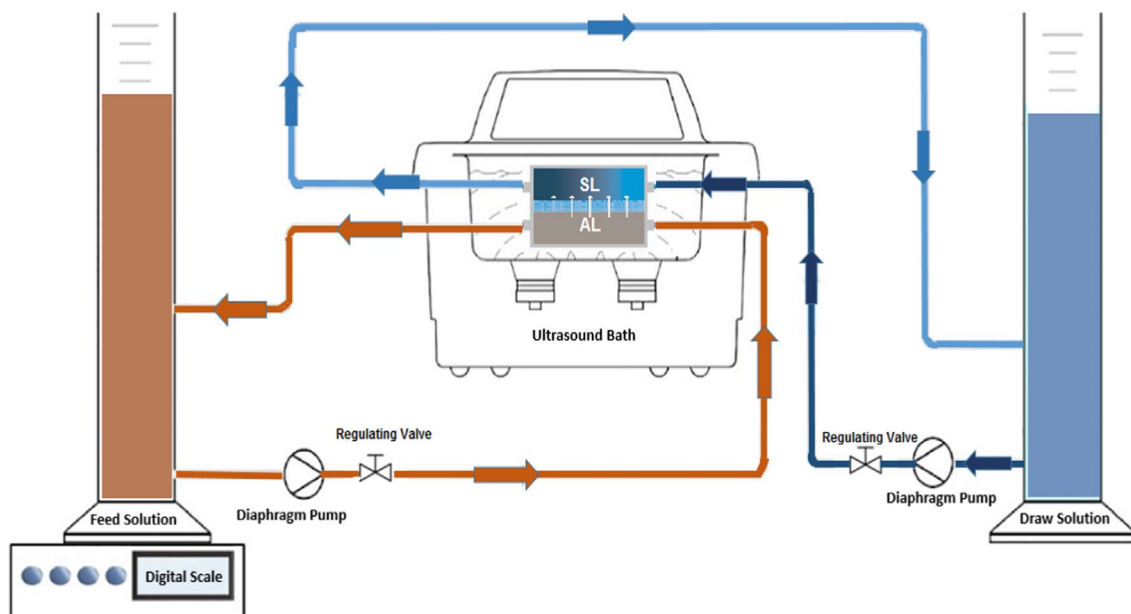 SL
AL
Ultrasound Bath
Regulating Valve
Regulating Valve
Diaphragm Pump
Diaphragm Pump
Feed Solution
Draw Solution
Digital Scale